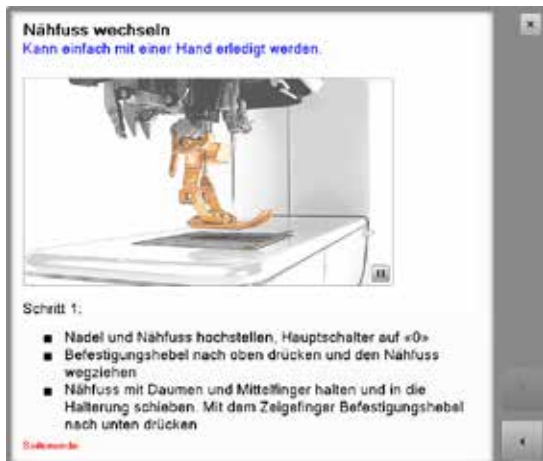 Nähfuss wechseln
Kann einfach mit einer Hand erledigt werden.
Schritt 1:
■ Nadel und Nähfuss hochstellen, Hauptschalter auf «0»
■ Befestigungshebel nach oben drücken und den Nähfuss
wegziehen
■ Nähfuss mit Daumen und Mittelfinger halten und in die
Halterung schieben. Mit dem Zeigefinger Befestigungshebel
nach unten drücken